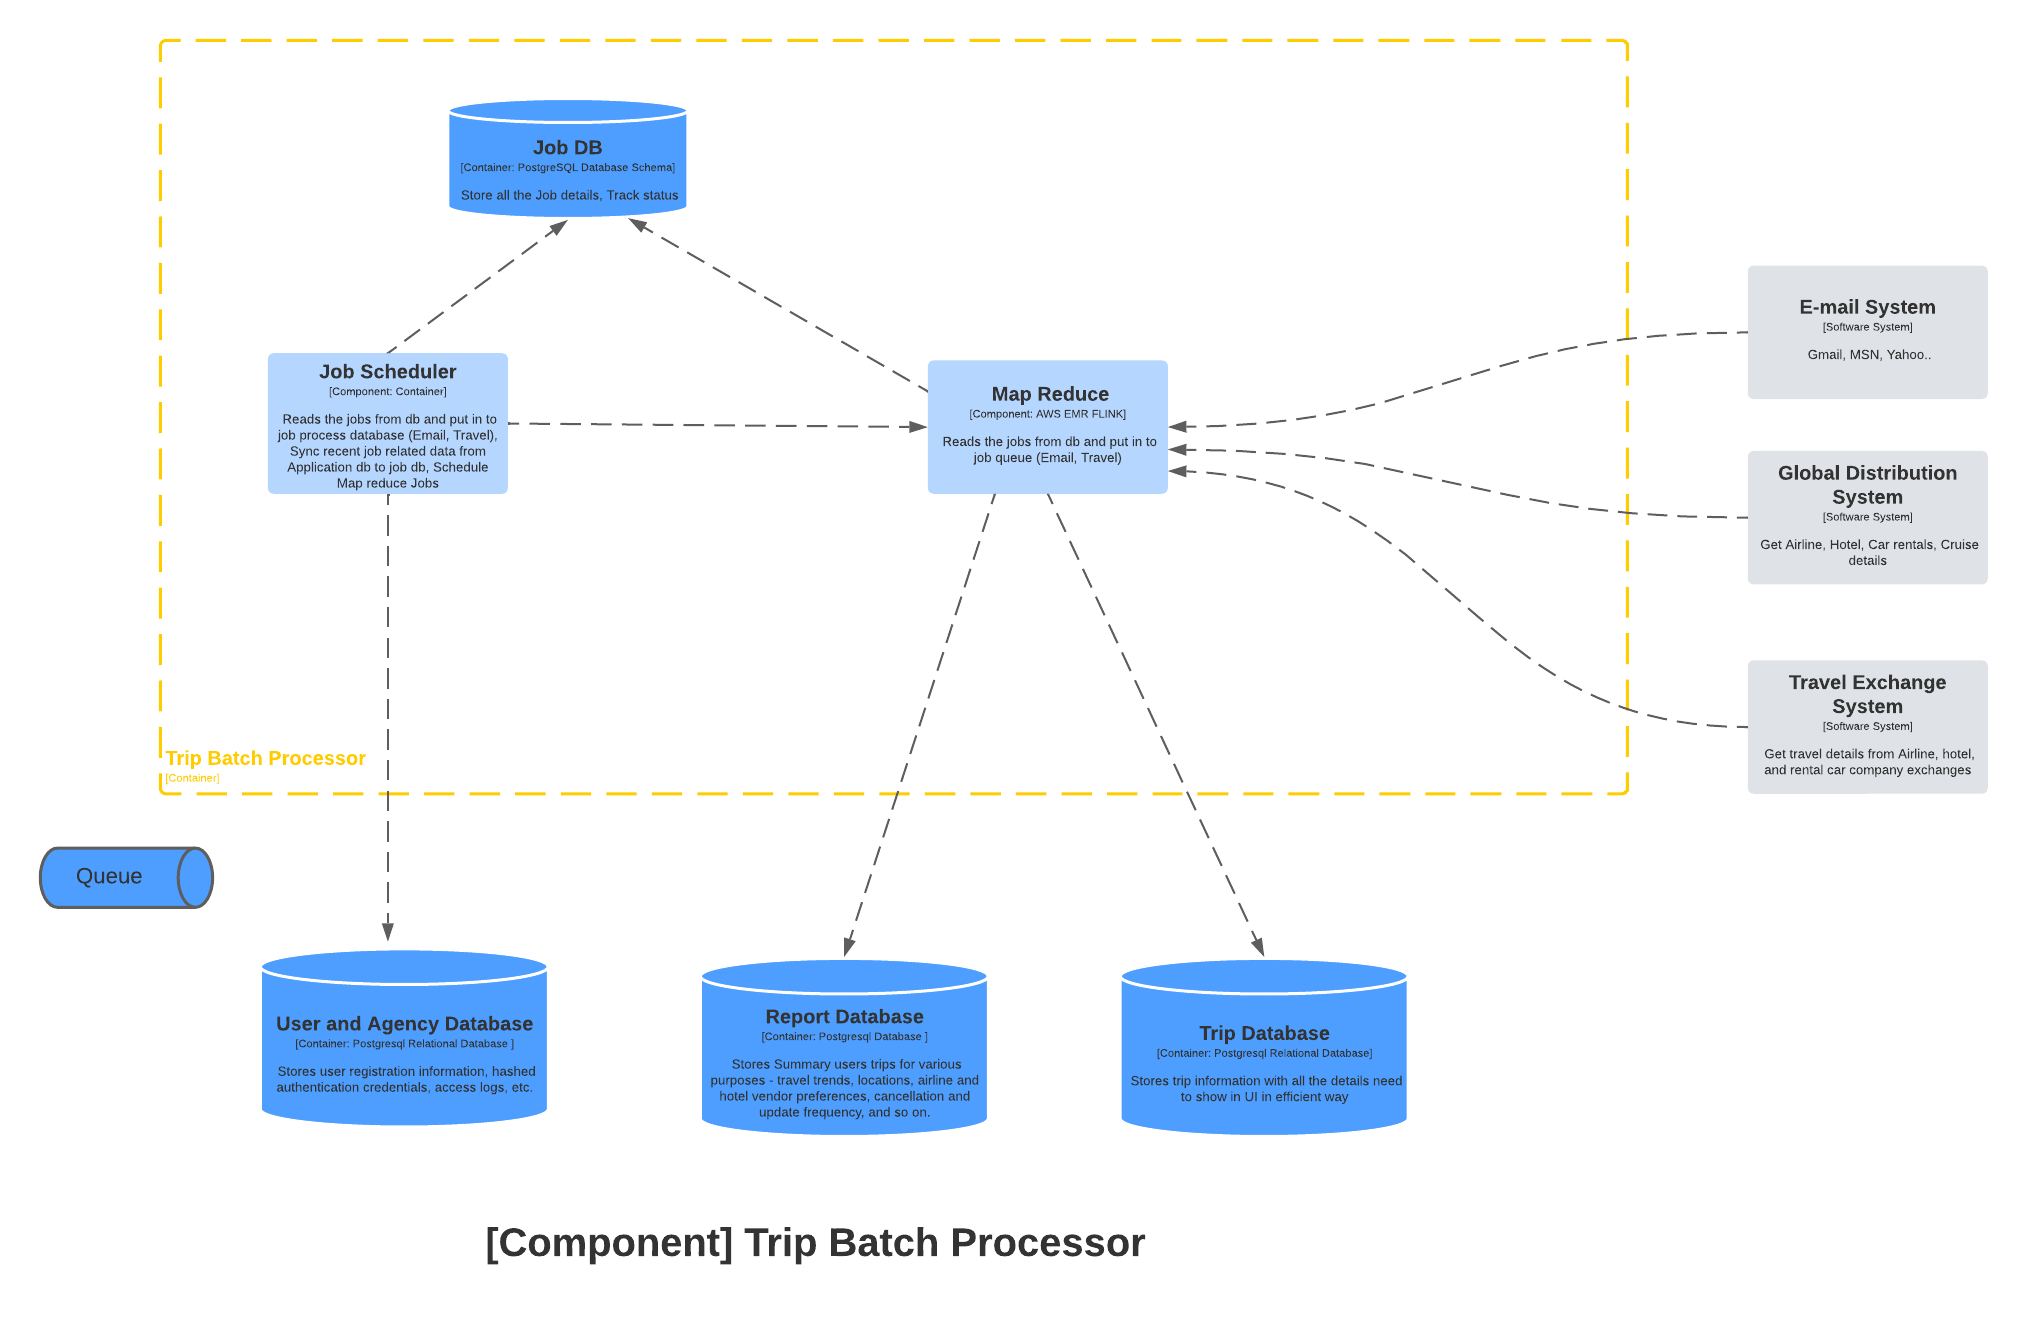 Job DB
[Container: PostgreSQL Database Schema]
Store all the Job details, Track status
Job Scheduler
[Component: Container]
Reads the jobs from db and put in to
job process database (Email, Travel),
Sync recent job related data from
Application db to job db, Schedule
Map reduce Jobs
Map Reduce
[Component: AWS EMR FLINK]
Reads the jobs from db and put in to
job queue (Email, Travel)
E-mail System
[Software System]
Gmail, MSN, Yahoo..
Global Distribution
System
[Software System]
Get Airline, Hotel, Car rentals, Cruise
details
Travel Exchange
System
[Software System]
Get travel details from Airline, hotel,
and rental car company exchanges
Trip Batch Processor
[Container]
Queue
User and Agency Database
[Container: Postgresql Relational Database ]
Stores user registration information, hashed
authentication credentials, access logs, etc.
Report Database
[Container: Postgresql Database ]
Stores Summary users trips for various
purposes - travel trends, locations, airline and
hotel vendor preferences, cancellation and
update frequency, and so on.
Trip Database
[Container: Postgresql Relational Database]
Stores trip information with all the details need
to show in UI in efficient way
[Component] Trip Batch Processor